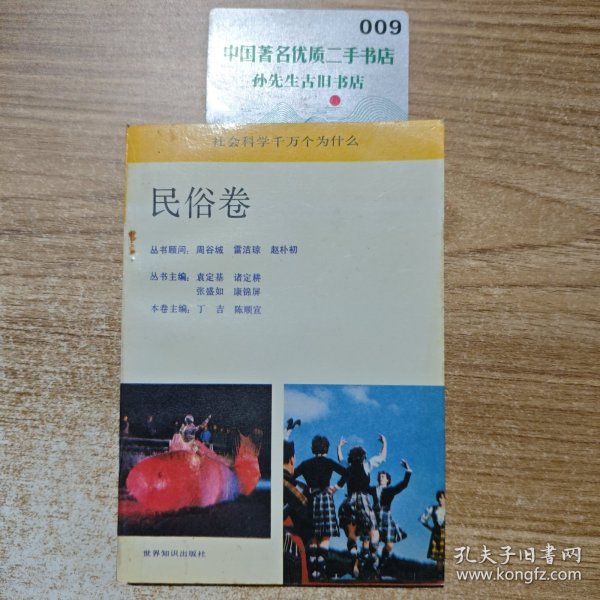 009
中国著名优质二手书店
孙先生古旧书店
社会科学千万个为什么
民俗卷
丛书顾问：周谷城 雷洁琼 赵朴初
丛书主编：袁定基 诸定耕
张盛如 康锦屏
本卷主编：丁吉 陈顺宣
世界知识出版社
孔夫子旧书网
www.kongfz.com